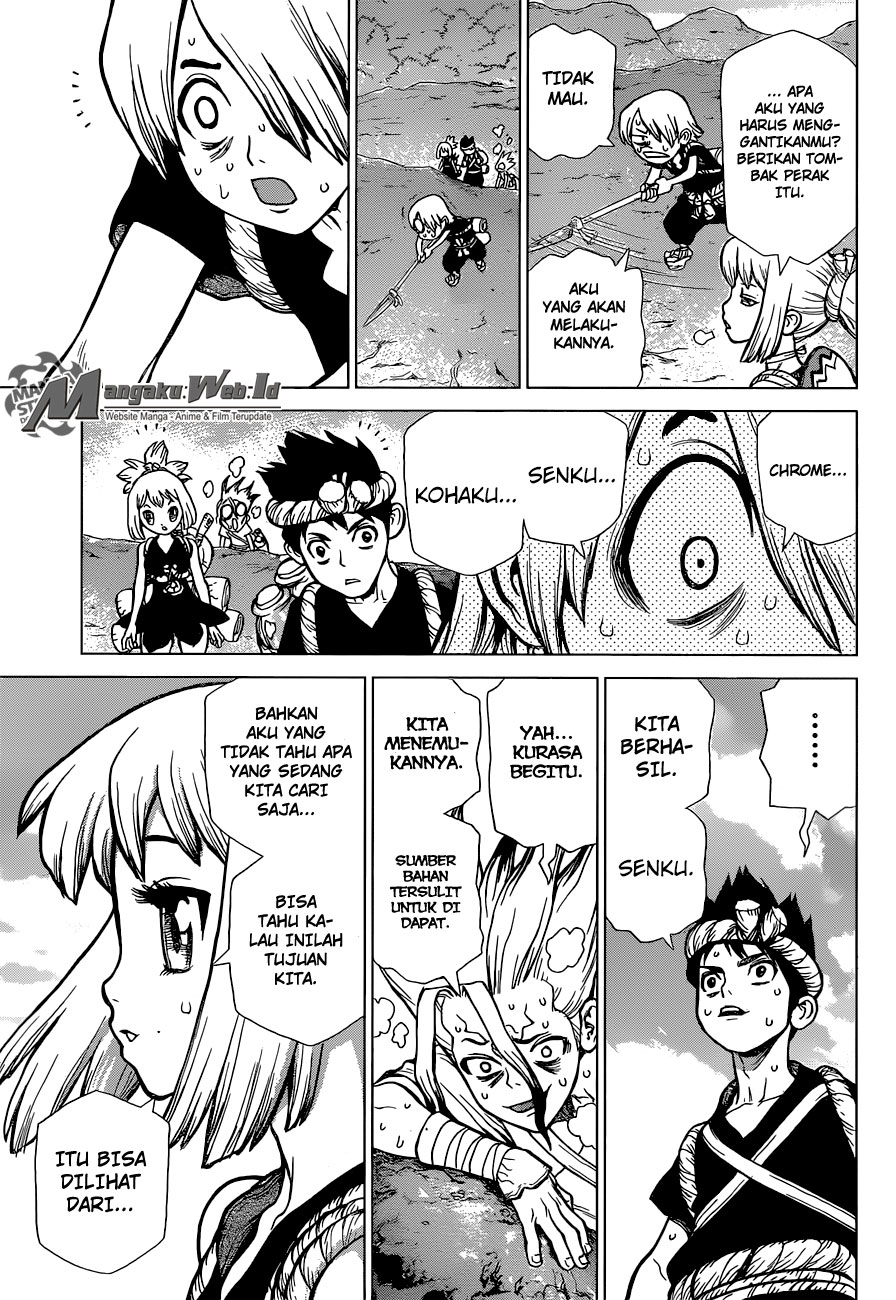 ... APA
AKU YANG
HARUS MENG-
GANTIKANMU?
BERIKAN TOM-
BAK PERAK
ITU.
TIDAK
MAU.
AKU
YANG AKAN
MELAKU-
KANNYA.
CHROME...
SENKU...
KOHAKU...
Mangaku.Web.Id
Website Manga - Anime & Film Terupdate
......
KITA
BERHA-
SIL.
SENKU.
YAH...
KURASA
BEGITU.
KITA
MENEMU-
KANNYA.
SUMBER
BAHAN
TERSULIT
UNTUK DI
DAPAT.
BAHKAN
AKU YANG
TIDAK TAHU APA
YANG SEDANG
KITA CARI
SAJA...
BISA
TAHU KA-
LAU INILAH
TUJUAN
KITA.
ITU BISA
DILIHAT
DARI...